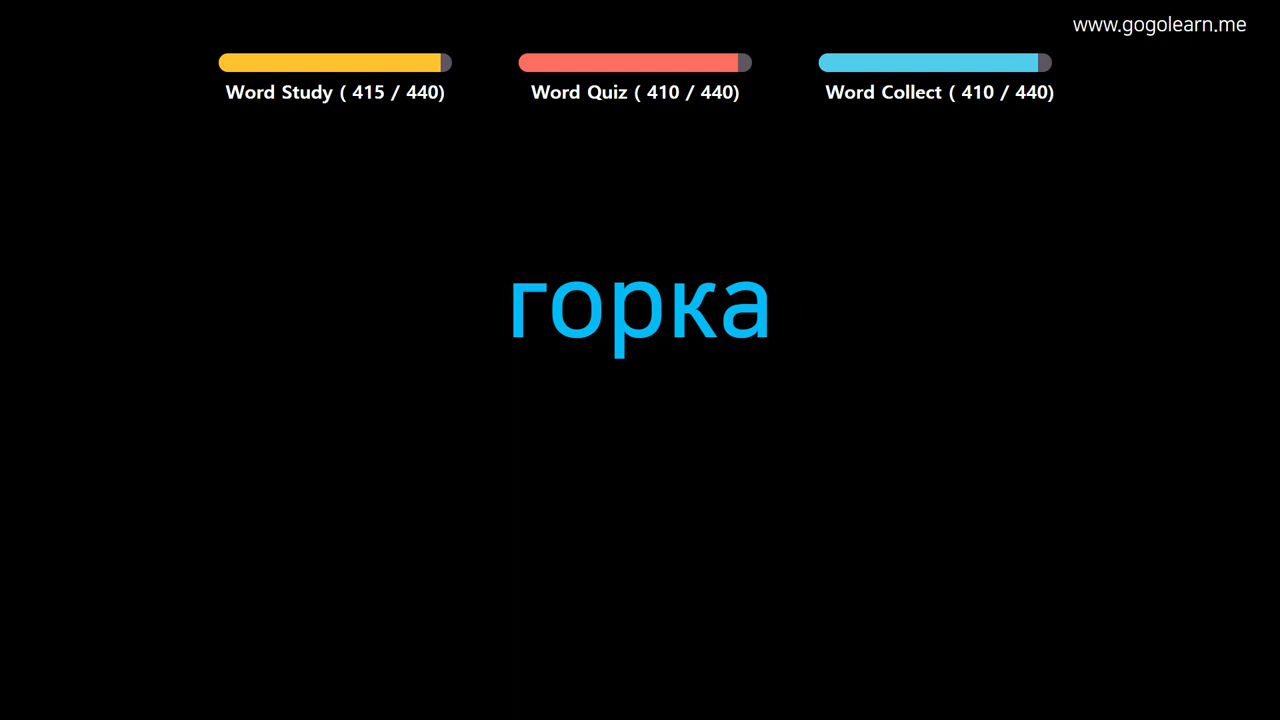 www.gogolearn.me
Word Study ( 415 / 440)
Word Quiz ( 410 / 440)
Word Collect ( 410 / 440)
горка